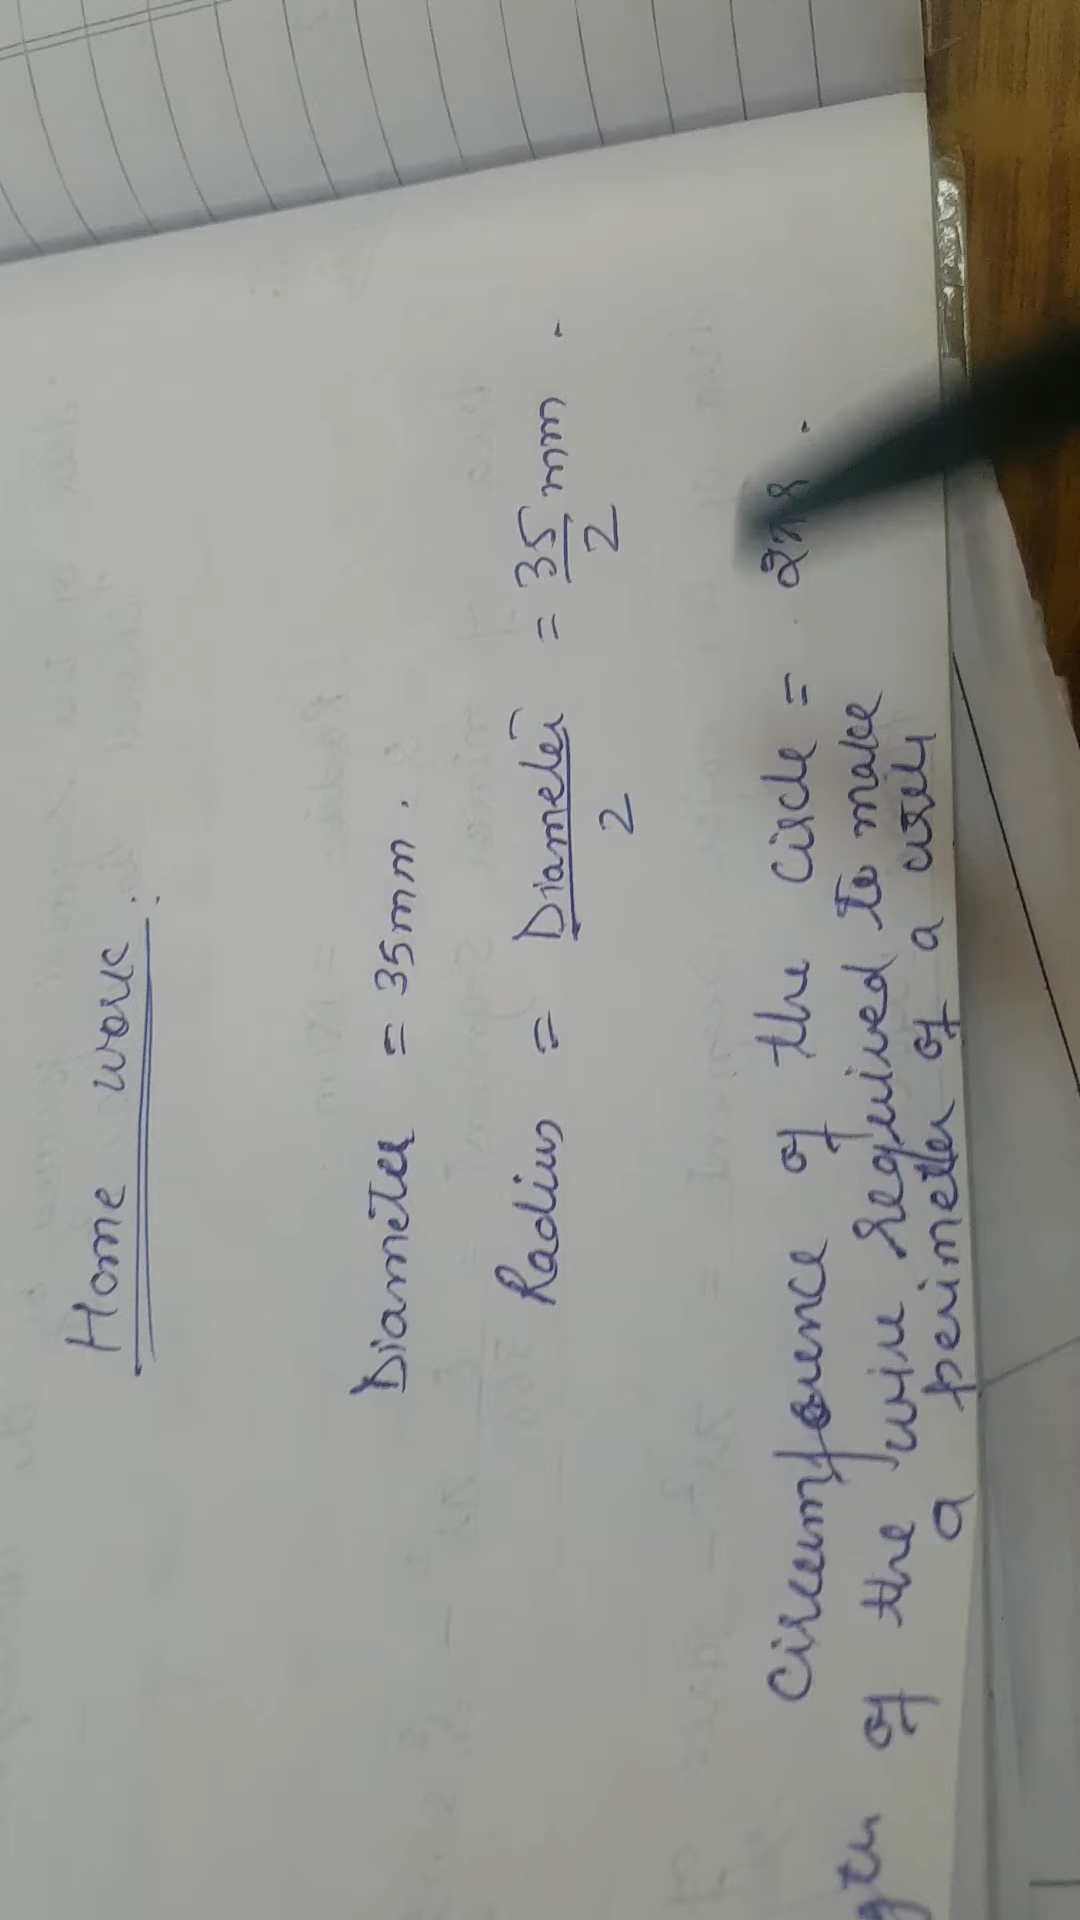 Home work:
Diameter = 35mm.
Radius = Diameter/2 = 35/2 mm.
Circumference of the circle = 2πr.
of the wire required to make
a perimeter of a